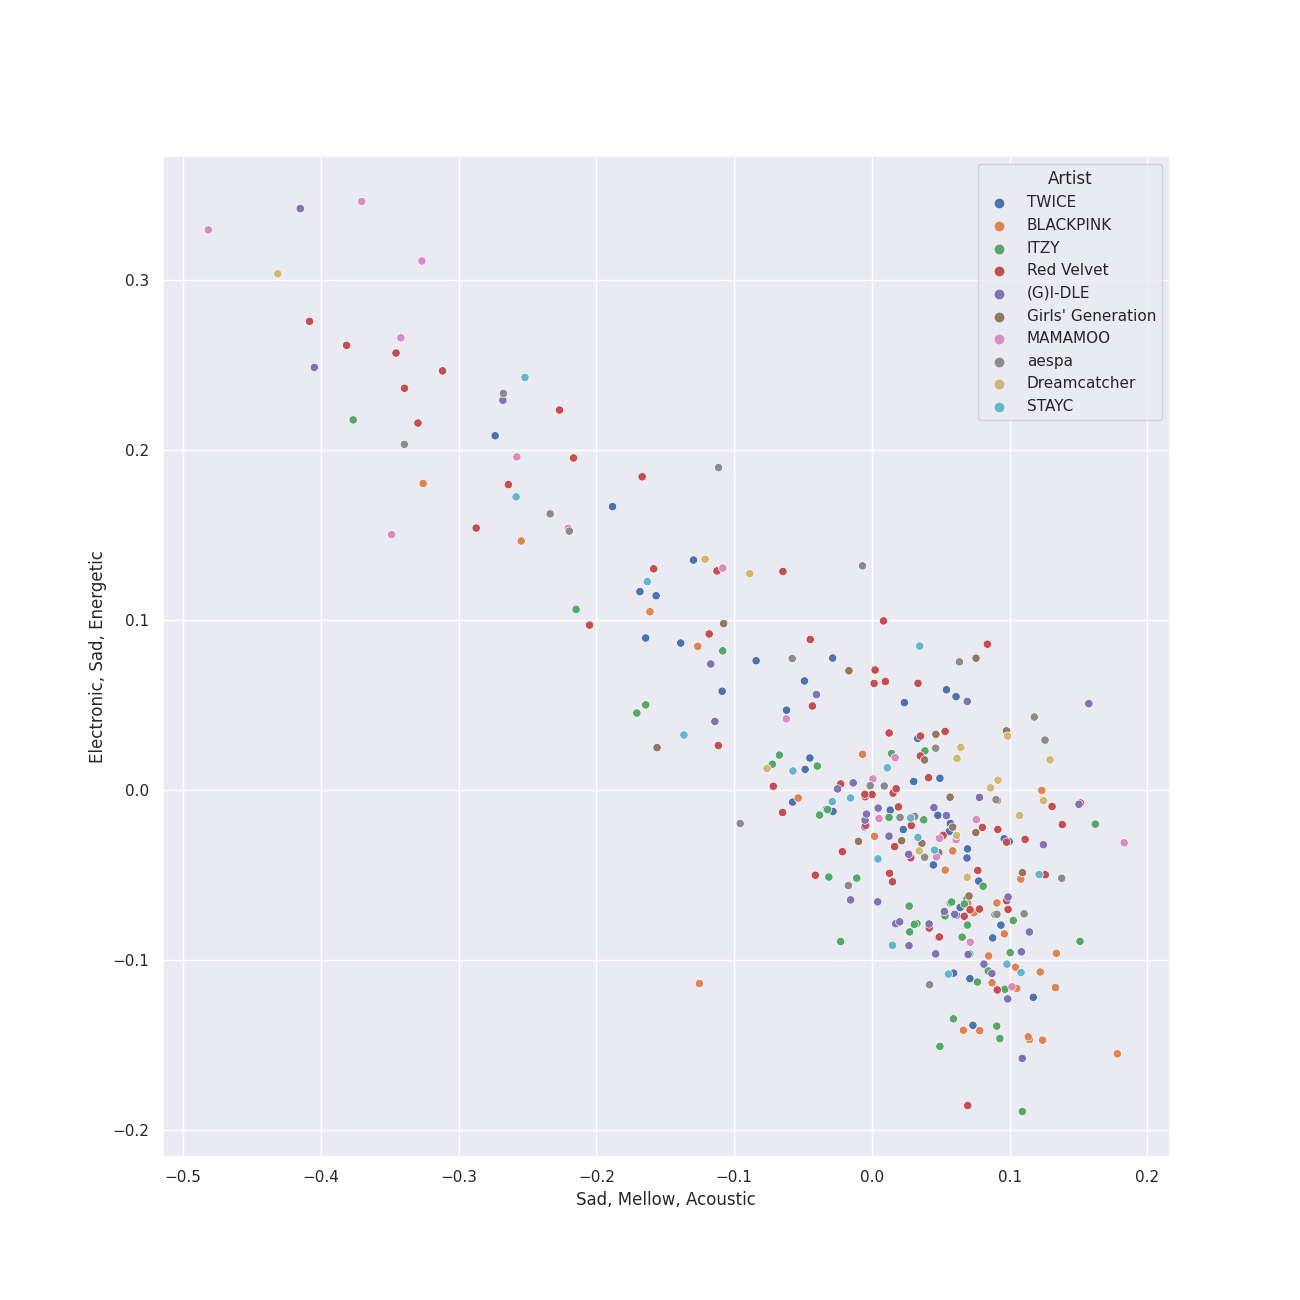 Artist
TWICE
BLACKPINK
ITZY
Red Velvet
(G)I-DLE
Girls' Generation
MAMAMOO
aespa
Dreamcatcher
STAYC
Electronic, Sad, Energetic
0.3
0.2
0.1
0.0
−0.1
−0.2
−0.5 −0.4 −0.3 −0.2 −0.1 0.0 0.1 0.2
Sad, Mellow, Acoustic